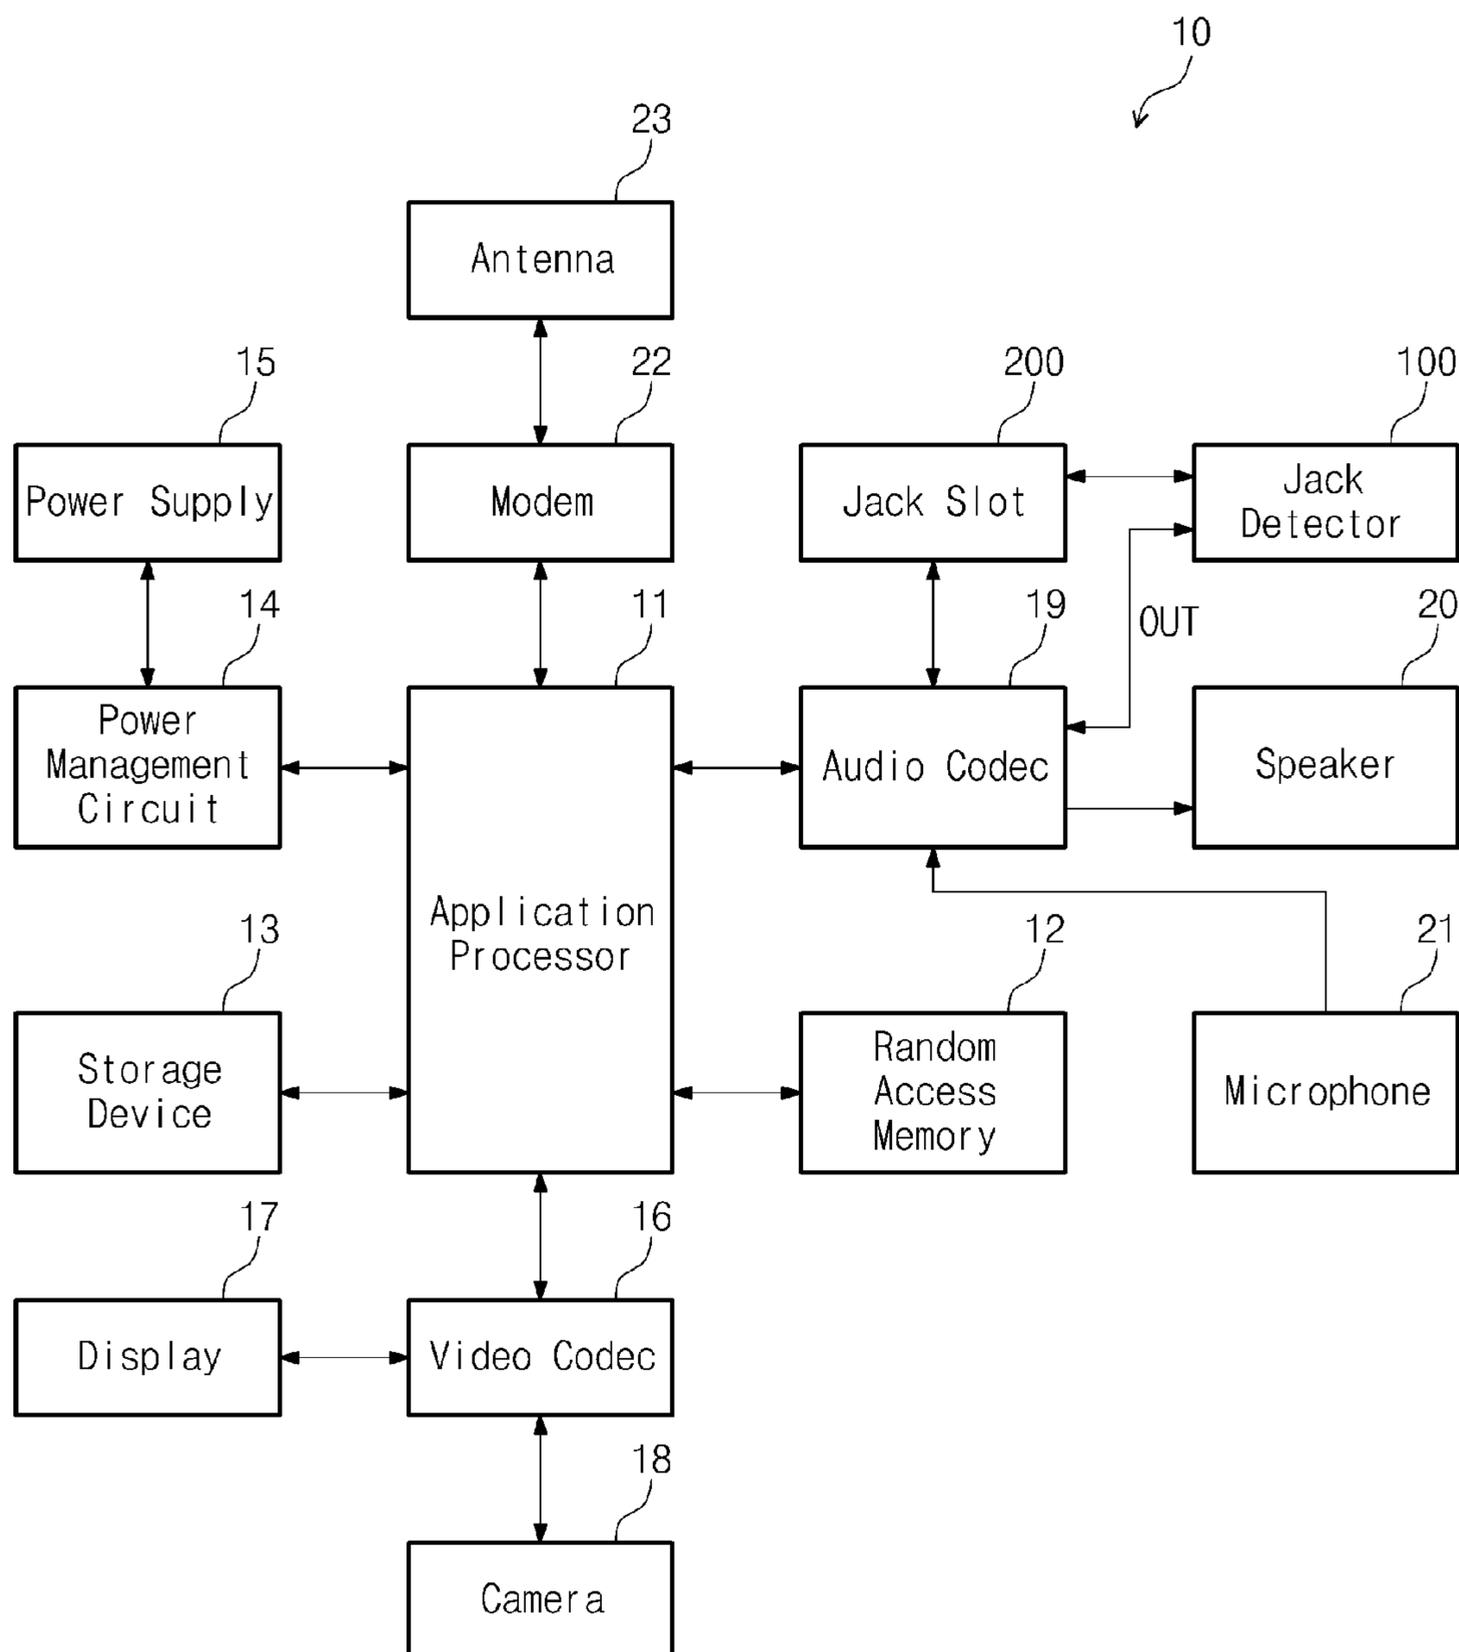 10
23
Antenna
15
22
200
100
Power Supply
Modem
Jack Slot
Jack
Detector
14
11
19
OUT
20
Power
Management
Circuit
Audio Codec
Speaker
Application
Processor
13
12
21
Storage
Device
Random
Access
Memory
Microphone
17
16
Display
Video Codec
18
Camera